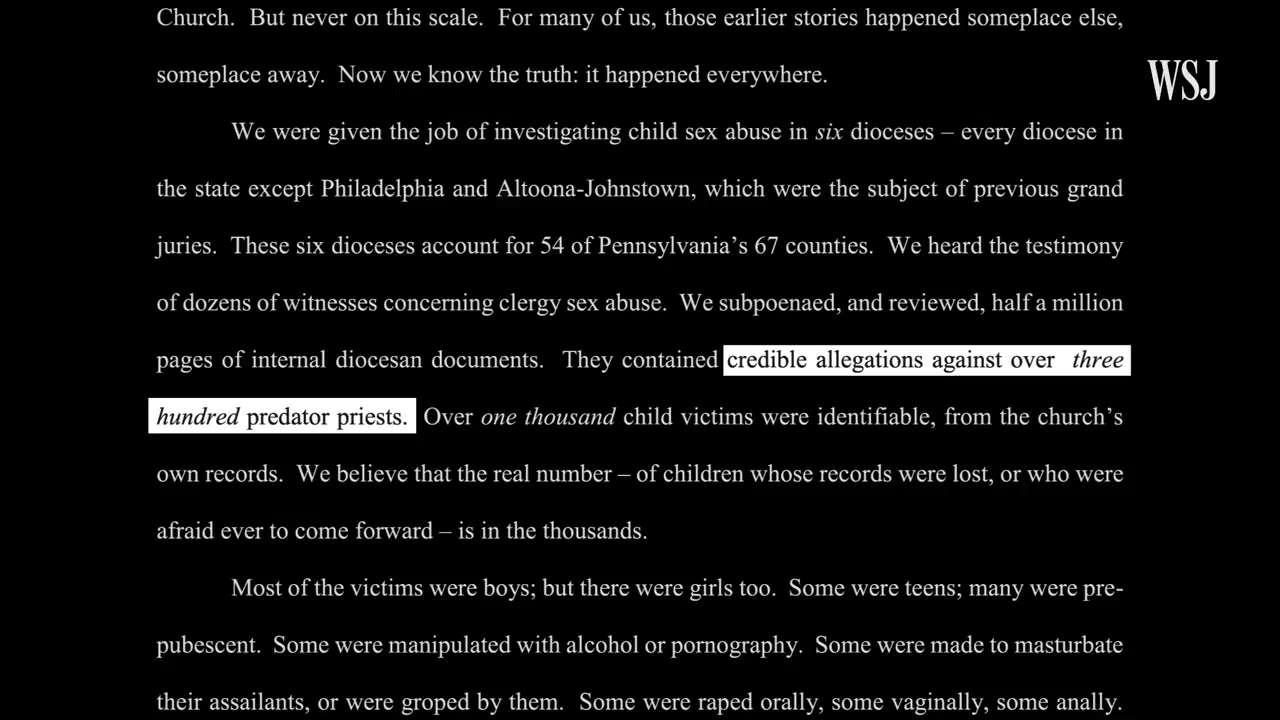 Church. But never on this scale. For many of us, those earlier stories happened someplace else,
someplace away. Now we know the truth: it happened everywhere.
WSJ
We were given the job of investigating child sex abuse in six dioceses – every diocese in
the state except Philadelphia and Altoona-Johnstown, which were the subject of previous grand
juries. These six dioceses account for 54 of Pennsylvania’s 67 counties. We heard the testimony
of dozens of witnesses concerning clergy sex abuse. We subpoenaed, and reviewed, half a million
pages of internal diocesan documents. They contained credible allegations against over three
hundred predator priests. Over one thousand child victims were identifiable, from the church’s
own records. We believe that the real number – of children whose records were lost, or who were
afraid ever to come forward – is in the thousands.
Most of the victims were boys; but there were girls too. Some were teens; many were pre-
pubescent. Some were manipulated with alcohol or pornography. Some were made to masturbate
their assailants, or were groped by them. Some were raped orally, some vaginally, some anally.